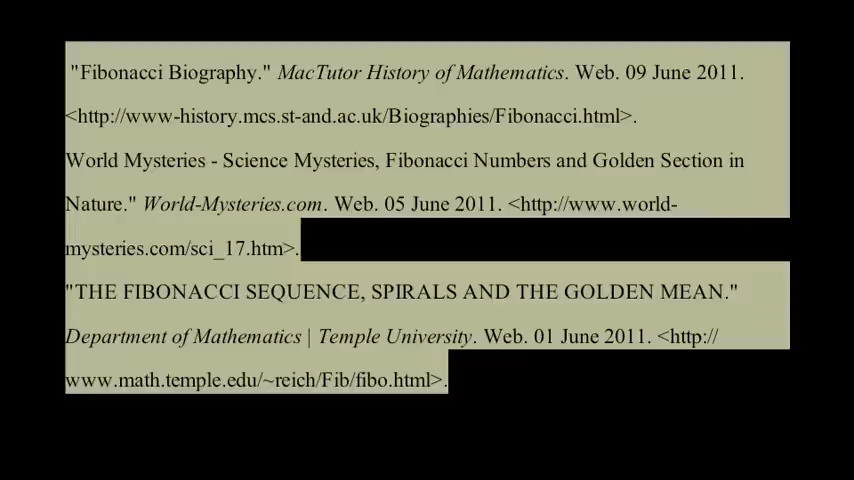 "Fibonacci Biography." MacTutor History of Mathematics. Web. 09 June 2011.
<http://www-history.mcs.st-and.ac.uk/Biographies/Fibonacci.html>.
World Mysteries - Science Mysteries, Fibonacci Numbers and Golden Section in
Nature." World-Mysteries.com. Web. 05 June 2011. <http://www.world-
mysteries.com/sci_17.htm>.
"THE FIBONACCI SEQUENCE, SPIRALS AND THE GOLDEN MEAN."
Department of Mathematics | Temple University. Web. 01 June 2011. <http://
www.math.temple.edu/~reich/Fib/fibo.html>.